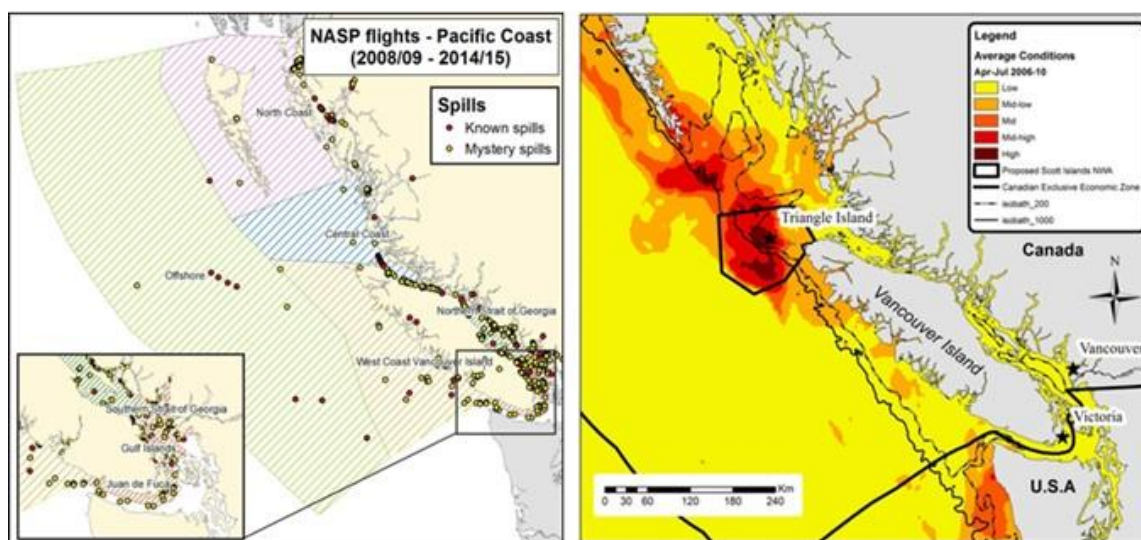 NASP flights - Pacific Coast
(2008/09 - 2014/15)
Spills
Known spills
Mystery spills
North Coast
Central Coast
Offshore
Northern Strait of Georgia
West Coast Vancouver Island
Southern Strait of Georgia
Gulf Islands
Juan de Fuca
Legend
Average Conditions
Apr-Jul 2006-10
Low
Mid-low
Mid
Mid-high
High
Proposed Scott Islands NWA
Canadian Exclusive Economic Zone
isobath_200
isobath_1000
Triangle Island
Canada
N
Vancouver Island
Vancouver
Victoria
U.S.A
Km
0 30 60 120 180 240